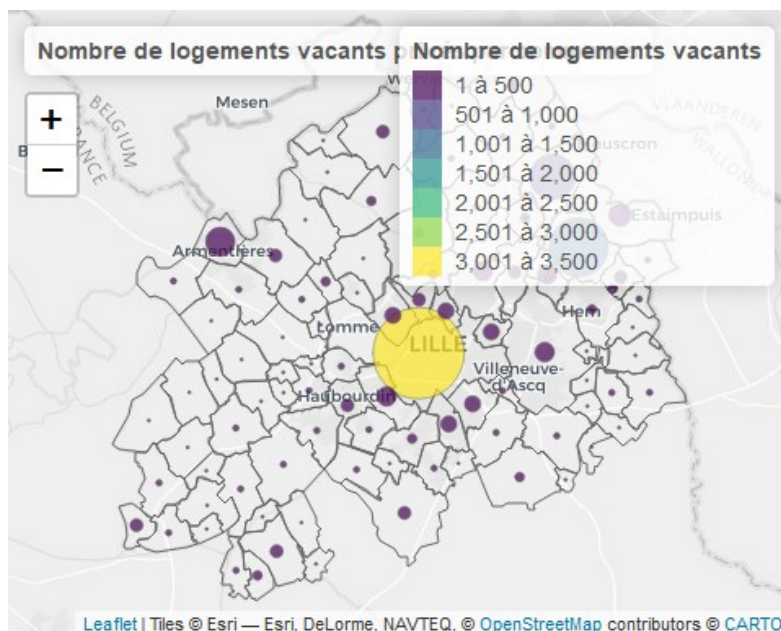 Nombre de logements vacants
Nombre de logements vacants
1 à 500
501 à 1,000
1,001 à 1,500
1,501 à 2,000
2,001 à 2,500
2,501 à 3,000
3,001 à 3,500
+
−
Mesen
BELGIUM
FRANCE
VLAANDEREN
Estaimpuis
Armentières
Hem
Lomme
LILLE
Villeneuve-
d'Ascq
Haubourdin
Leaflet | Tiles © Esri — Esri, DeLorme, NAVTEQ, © OpenStreetMap contributors © CARTO